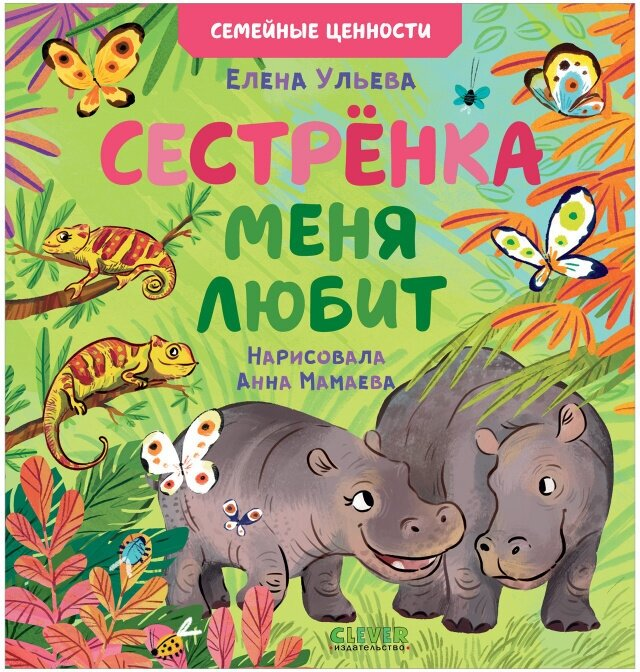 СЕМЕЙНЫЕ ЦЕННОСТИ
ЕЛЕНА УЛЬЕВА
СЕСТРЁНКА
МЕНЯ
ЛЮБИТ
НАРИСОВАЛА
АННА МАМАЕВА
CLEVER
ИЗДАТЕЛЬСТВО